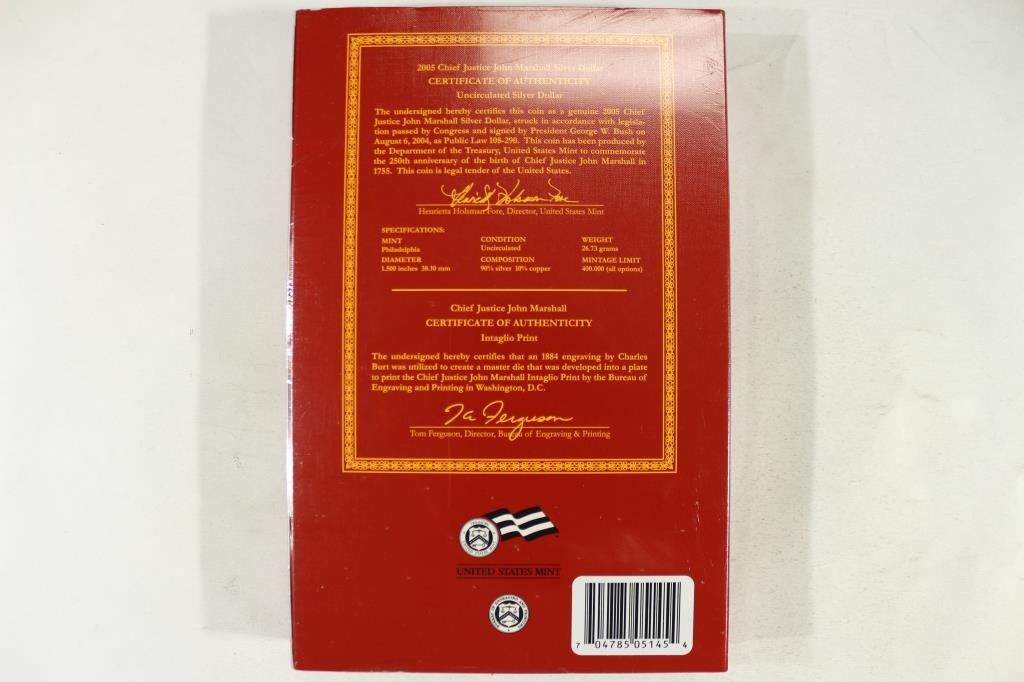 2005 Chief Justice John Marshall Silver Dollar
CERTIFICATE OF AUTHENTICITY
Uncirculated Silver Dollar
The undersigned hereby certifies this coin as a genuine 2005 Chief
Justice John Marshall Silver Dollar, struck in accordance with legisla-
tion passed by Congress and signed by President George W. Bush on
August 6, 2004, as Public Law 108-290. This coin has been produced by
the Department of the Treasury, United States Mint to commemorate
the 250th anniversary of the birth of Chief Justice John Marshall in
1755. This coin is legal tender of the United States.
Henrietta Holsman Fore
Henrietta Holsman Fore, Director, United States Mint
SPECIFICATIONS:
MINT CONDITION WEIGHT
Philadelphia Uncirculated 26.73 grams
DIAMETER COMPOSITION MINTAGE LIMIT
1.500 inches 38.10 mm 90% silver 10% copper 400.000 (all options)
Chief Justice John Marshall
CERTIFICATE OF AUTHENTICITY
Intaglio Print
The undersigned hereby certifies that an 1884 engraving by Charles
Burt was utilized to create a master die that was developed into a plate
to print the Chief Justice John Marshall Intaglio Print by the Bureau of
Engraving and Printing in Washington, D.C.
T A Ferguson
Tom Ferguson, Director, Bureau of Engraving & Printing
UNITED STATES MINT
7 04785 05145 4